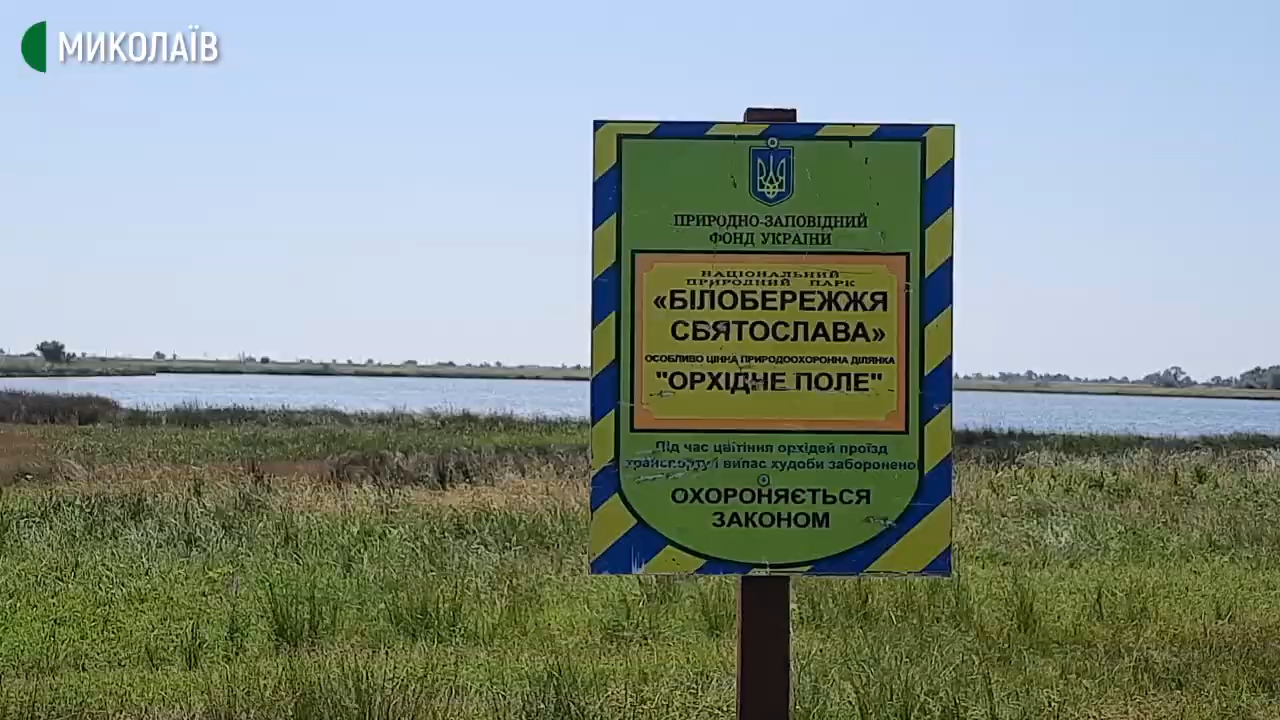 МИКОЛАЇВ
ПРИРОДНО-ЗАПОВІДНИЙ
ФОНД УКРАЇНИ
НАЦІОНАЛЬНИЙ
ПРИРОДНИЙ ПАРК
«БІЛОБЕРЕЖЖЯ
СВЯТОСЛАВА»
ОСОБЛИВО ЦІННА ПРИРОДООХОРОННА ДІЛЯНКА
"ОРХІДНЕ ПОЛЕ"
Під час цвітіння орхідей проїзд
транспорту і випас худоби заборонено
ОХОРОНЯЄТЬСЯ
ЗАКОНОМ